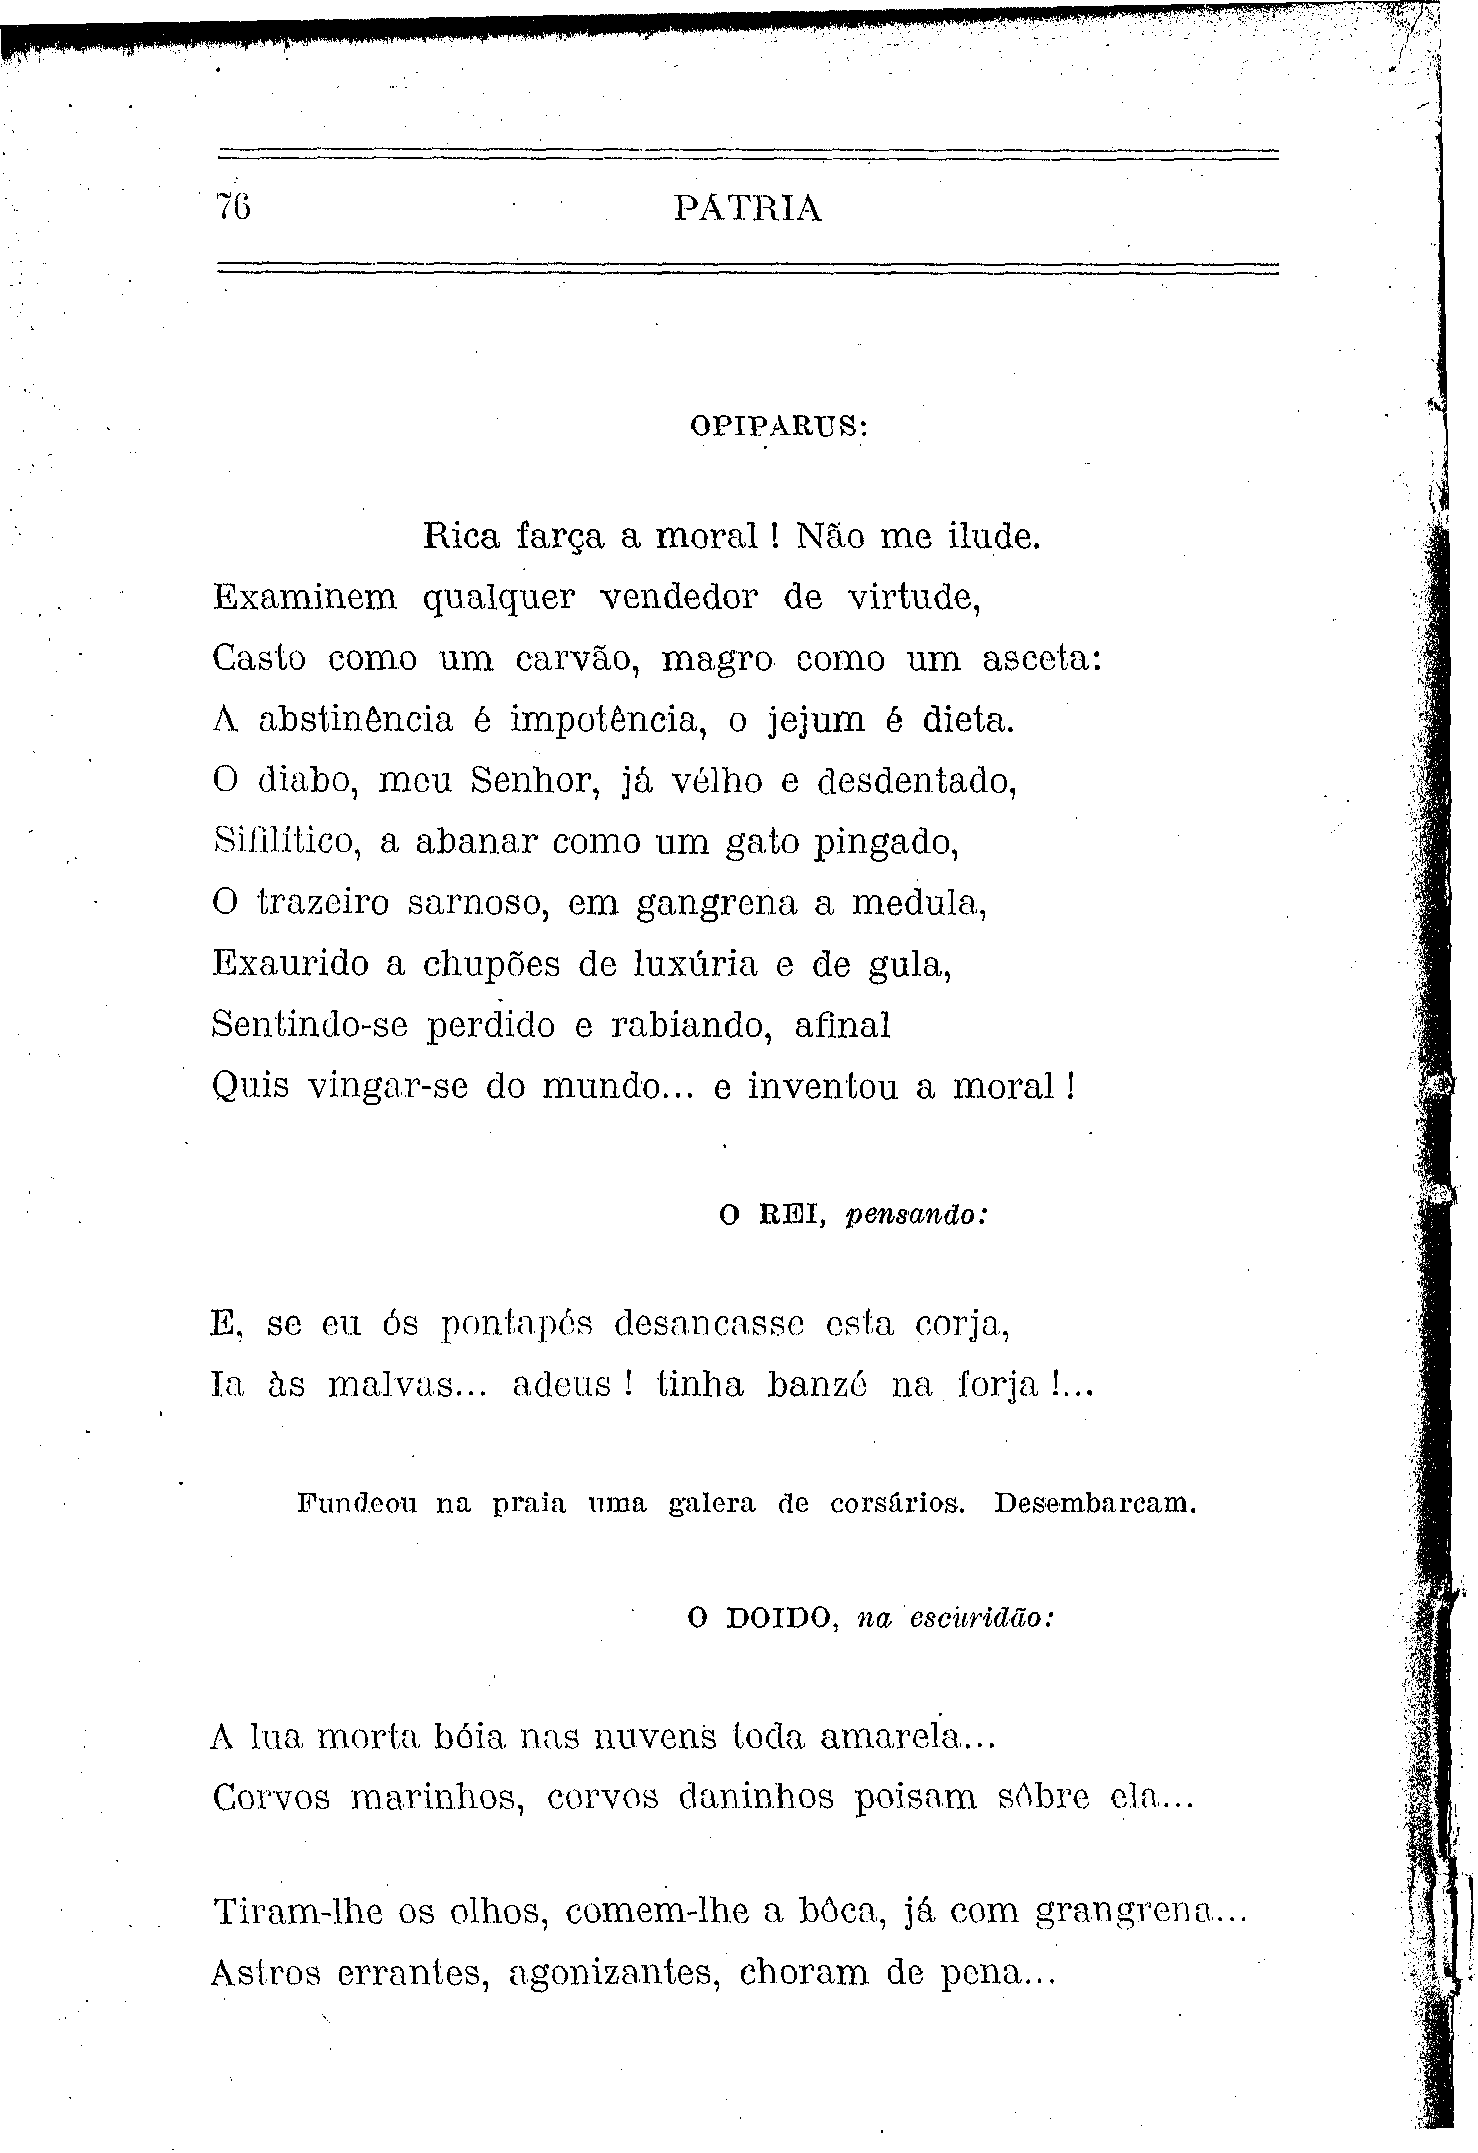 76 PÁTRIA
OPIPARUS:
Rica farça a moral ! Não me ilude.
Examinem qualquer vendedor de virtude,
Casto como um carvão, magro como um asceta:
A abstinência é impotência, o jejum é dieta.
O diabo, meu Senhor, já vélho e desdentado,
Sifilítico, a abanar como um gato pingado,
O trazeiro sarnoso, em gangrena a medula,
Exaurido a chupões de luxúria e de gula,
Sentindo-se perdido e rabiando, afinal
Quis vingar-se do mundo... e inventou a moral !
O REI, pensando:
E, se eu ós pontapés desancasse esta corja,
Ia às malvas... adeus ! tinha banzé na forja !...
Fundeou na praia uma galera de corsários. Desembarcam.
O DOIDO, na escuridão:
A lua morta bóia nas nuvens toda amarela...
Corvos marinhos, corvos daninhos poisam sôbre ela...
Tiram-lhe os olhos, comem-lhe a bôca, já com grangrena...
Astros errantes, agonizantes, choram de pena...